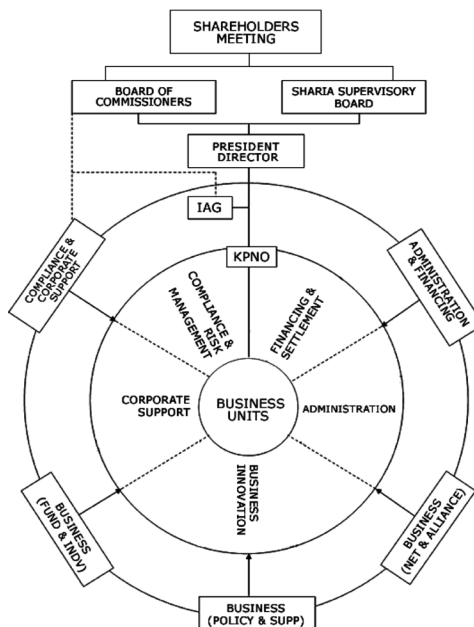 SHAREHOLDERS
MEETING
BOARD OF
COMMISSIONERS
SHARIA SUPERVISORY
BOARD
PRESIDENT
DIRECTOR
IAG
KPNO
COMPLIANCE &
CORPORATE
SUPPORT
ADMINISTRATION
& FINANCING
COMPLIANCE &
RISK
MANAGEMENT
FINANCING &
SETTLEMENT
CORPORATE
SUPPORT
BUSINESS
UNITS
ADMINISTRATION
BUSINESS
INNOVATION
BUSINESS
(FUND & INDV)
BUSINESS
(NET & ALLIANCE)
BUSINESS
(POLICY & SUPP)